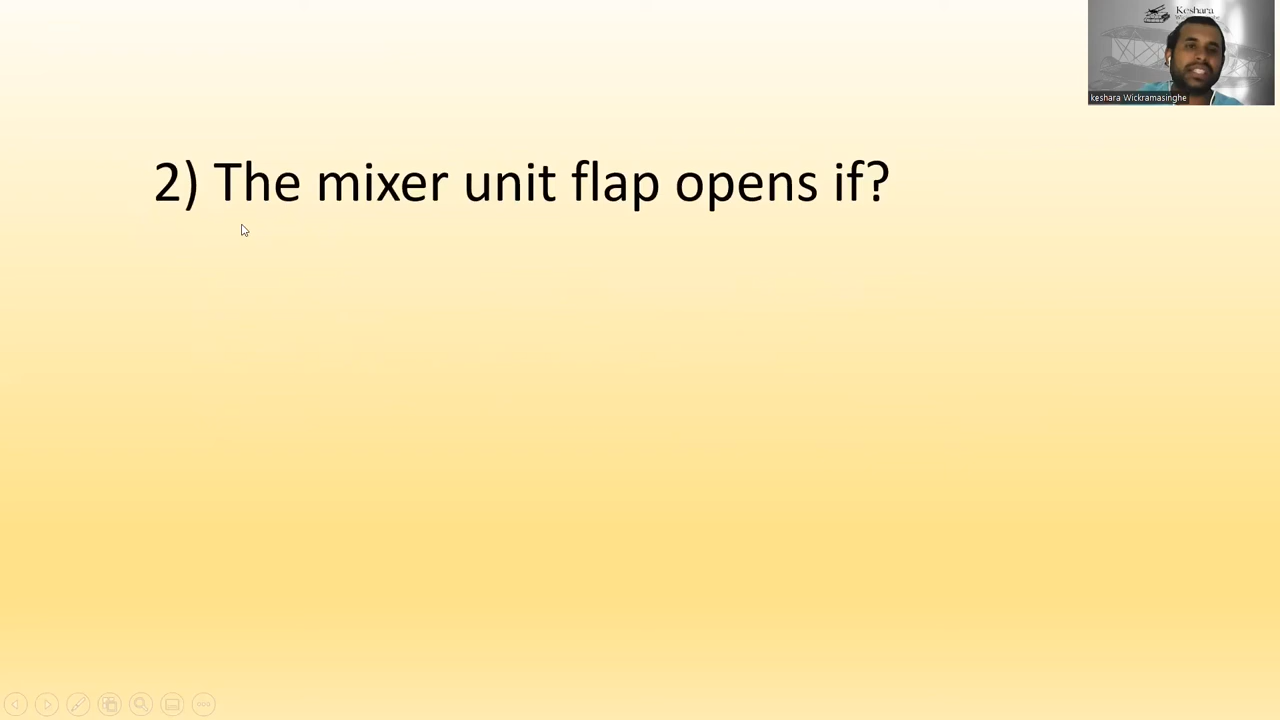 Keshara
keshara Wickramasinghe
2) The mixer unit flap opens if?